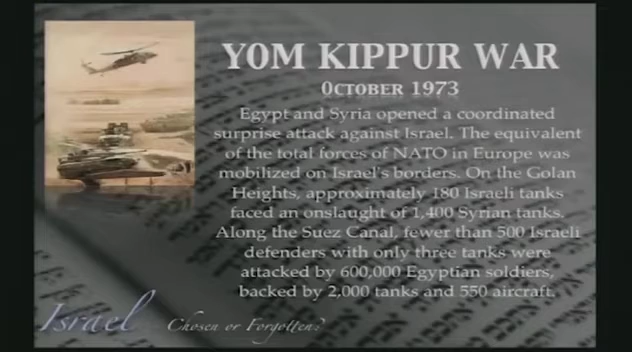 YOM KIPPUR WAR
OCTOBER 1973
Egypt and Syria opened a coordinated
surprise attack against Israel. The equivalent
of the total forces of NATO in Europe was
mobilized on Israel's borders. On the Golan
Heights, approximately 180 Israeli tanks
faced an onslaught of 1,400 Syrian tanks.
Along the Suez Canal, fewer than 500 Israeli
defenders with only three tanks were
attacked by 600,000 Egyptian soldiers,
backed by 2,000 tanks and 550 aircraft.
Israel Chosen or Forgotten?